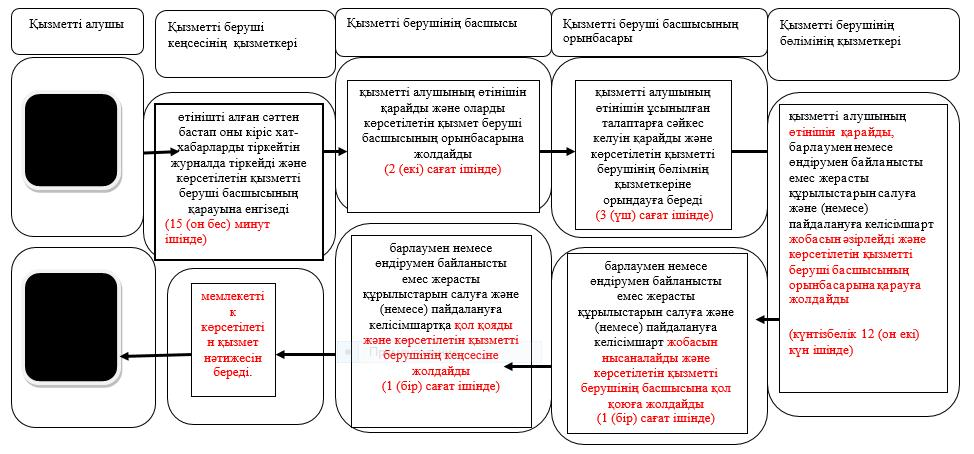 Қызметті алушы
Қызметті беруші
кеңсесінің қызметкері
Қызметті берушінің басшысы
Қызметті беруші басшысының
орынбасары
Қызметті берушінің
бөлімінің қызметкері
өтінішті алған сәттен
бастап оны кіріс хат-
хабарларды тіркейтін
журналда тіркейді және
көрсетілетін қызметті
беруші басшысының
қарауына енгізеді
(15 (он бес) минут
ішінде)
қызметті алушының өтінішін
қарайды және оларды
көрсетілетін қызмет беруші
басшысының орынбасарына
жолдайды
(2 (екі) сағат ішінде)
қызметті алушының
өтінішін ұсынылған
талаптарға сәйкес
келуін қарайды және
көрсетілетін қызметті
берушінің бөлімнің
қызметкеріне
орындауға береді
(3 (үш) сағат ішінде)
қызметті алушының
өтінішін қарайды,
барлаумен немесе
өндірумен байланысты
емес жерасты
құрылыстарын салуға
және (немесе)
пайдалануға келісімшарт
жобасын әзірлейді және
көрсетілетін қызметті
беруші басшысының
орынбасарына қарауға
жолдайды
(күнтізбелік 12 (он екі)
күн ішінде)
барлаумен немесе
өндірумен байланысты
емес жерасты
құрылыстарын салуға және
(немесе) пайдалануға
келісімшарт жобасын
нысаналайды және
көрсетілетін қызметті
берушінің басшысына қол
қоюға жолдайды
(1 (бір) сағат ішінде)
барлаумен немесе
өндірумен байланысты
емес жерасты
құрылыстарын салуға және
(немесе) пайдалануға
келісімшартқа қол қояды
және көрсетілетін қызметті
берушінің кеңсесіне
жолдайды
(1 (бір) сағат ішінде)
мемлекетті
к
көрсетілеті
н қызмет
нәтижесін
береді.